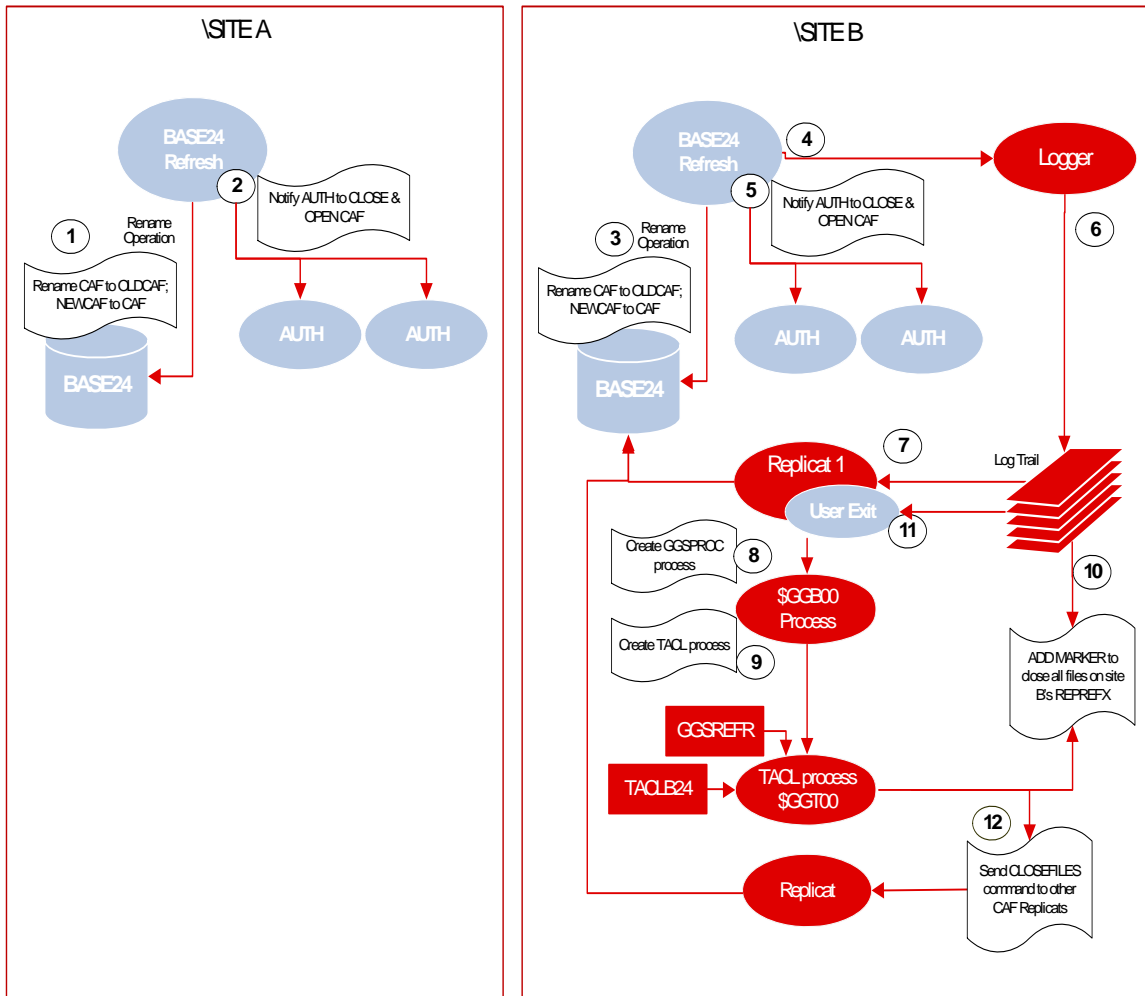 \SITE A
BASE24
Refresh
2
Notify AUTH to CLOSE &
OPEN CAF
1
Rename
Operation
Rename CAF to OLDCAF;
NEWCAF to CAF
AUTH
AUTH
BASE24
\SITE B
BASE24
Refresh
4
Logger
5
Notify AUTH to CLOSE &
OPEN CAF
6
3
Rename
Operation
Rename CAF to OLDCAF;
NEWCAF to CAF
AUTH
AUTH
BASE24
Replicat 1
7
Log Trail
User Exit
11
Create GGSPROC
process
8
10
$GGB00
Process
Create TACL process
9
ADD MARKER to
close all files on site
B's REPREFX
GGSREFR
TACLB24
TACL process
$GGT00
12
Send CLOSEFILES
command to other
CAF Replicats
Replicat